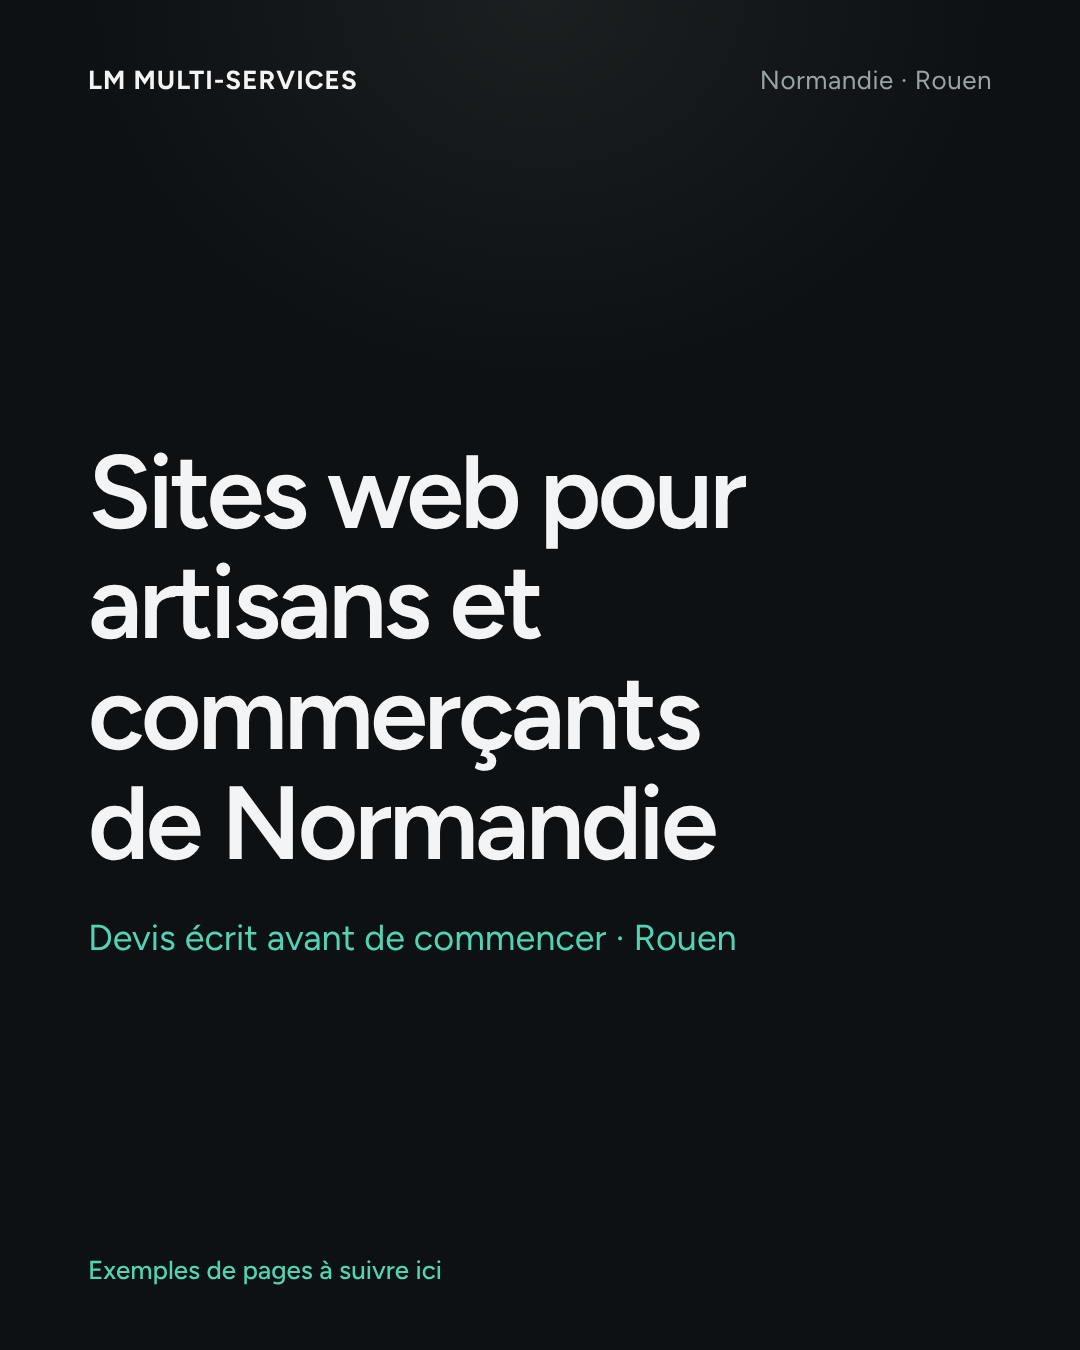 LM MULTI-SERVICES
Normandie · Rouen
Sites web pour
artisans et
commerçants
de Normandie
Devis écrit avant de commencer · Rouen
Exemples de pages à suivre ici